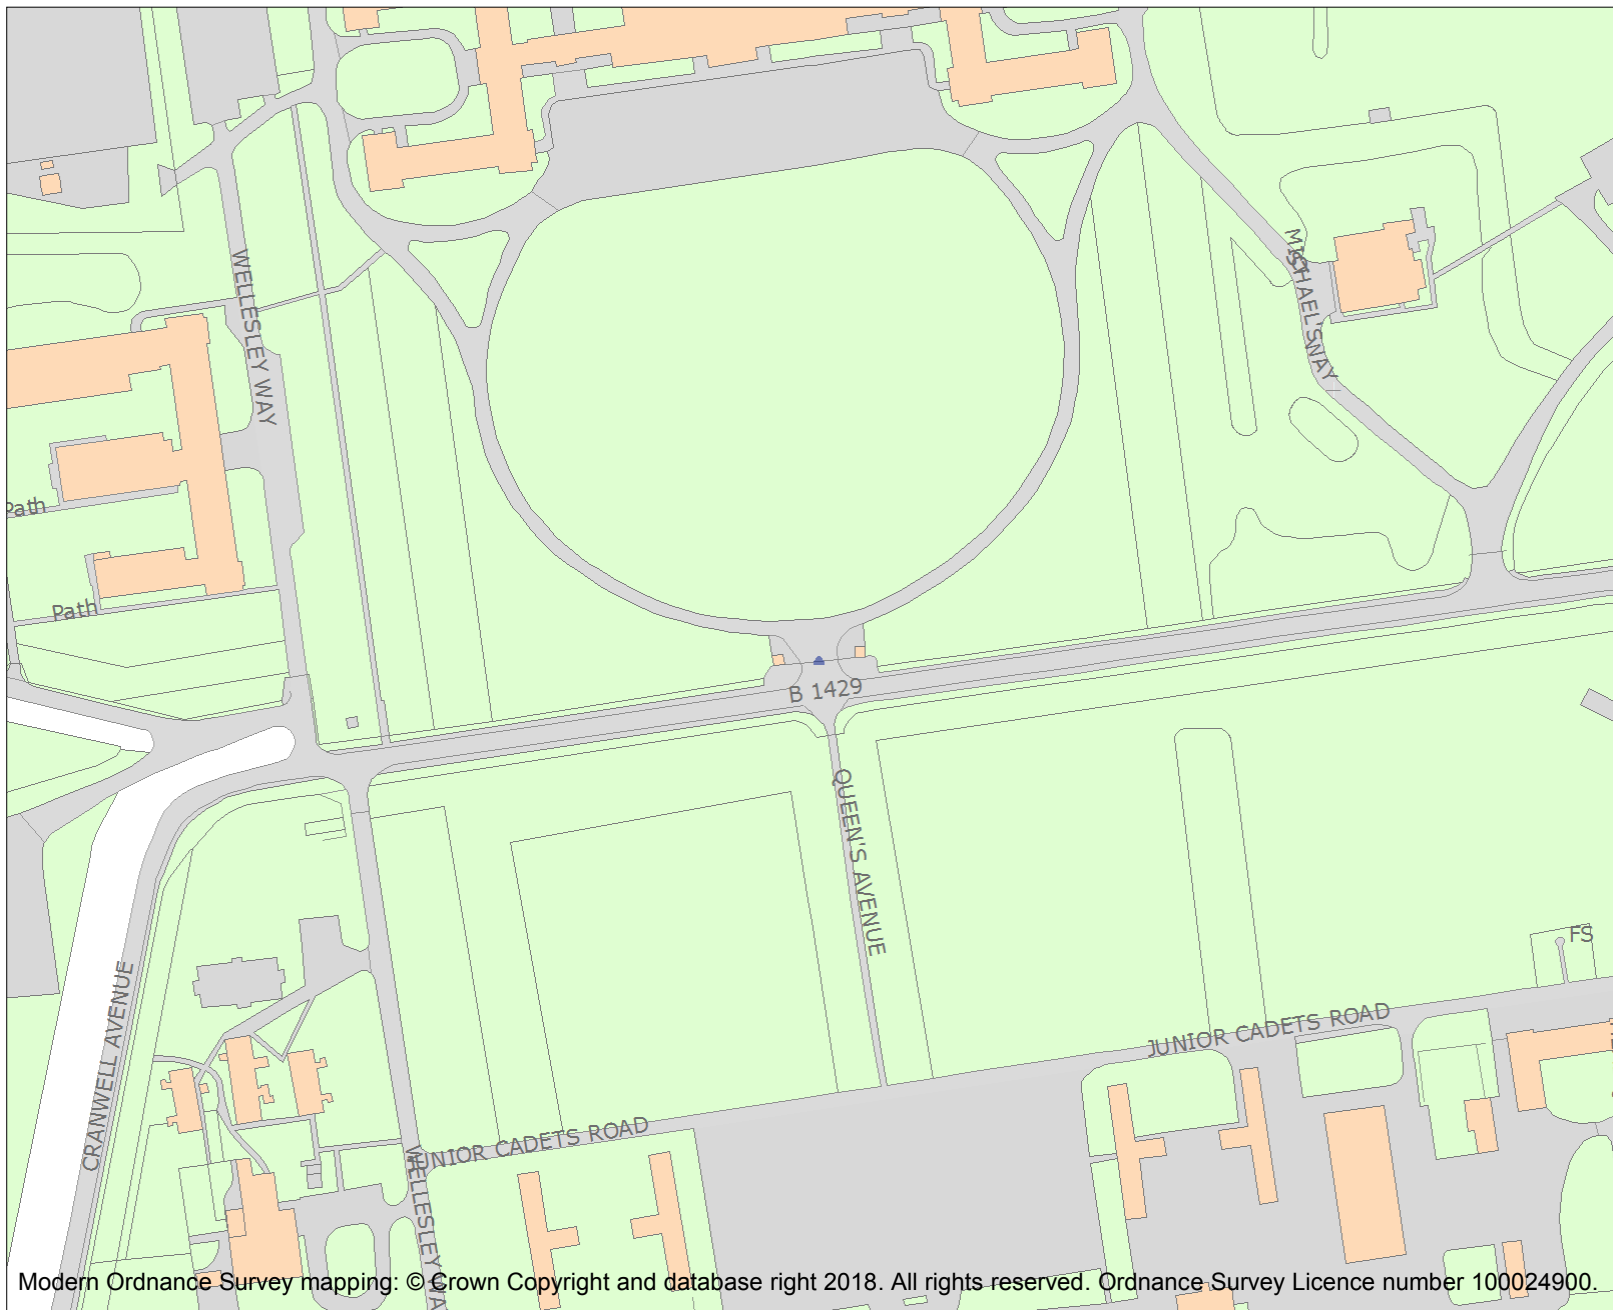 WELLESLEY WAY
MICHAEL'S WAY
Path
Path
B 1429
QUEEN'S AVENUE
FS
CRANWELL AVENUE
JUNIOR CADETS ROAD
JUNIOR CADETS ROAD
WELLESLEY WA
Modern Ordnance Survey mapping: © Crown Copyright and database right 2018. All rights reserved. Ordnance Survey Licence number 100024900.